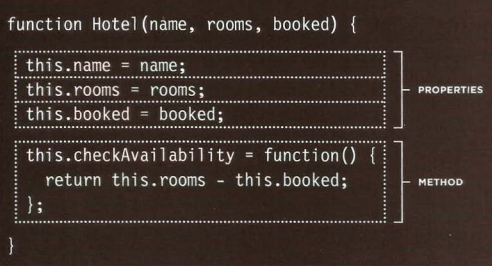 function Hotel(name, rooms, booked) {
this.name = name;
this.rooms = rooms;
this.booked = booked;
PROPERTIES
this.checkAvailability = function() {
return this.rooms - this.booked;
};
METHOD
}